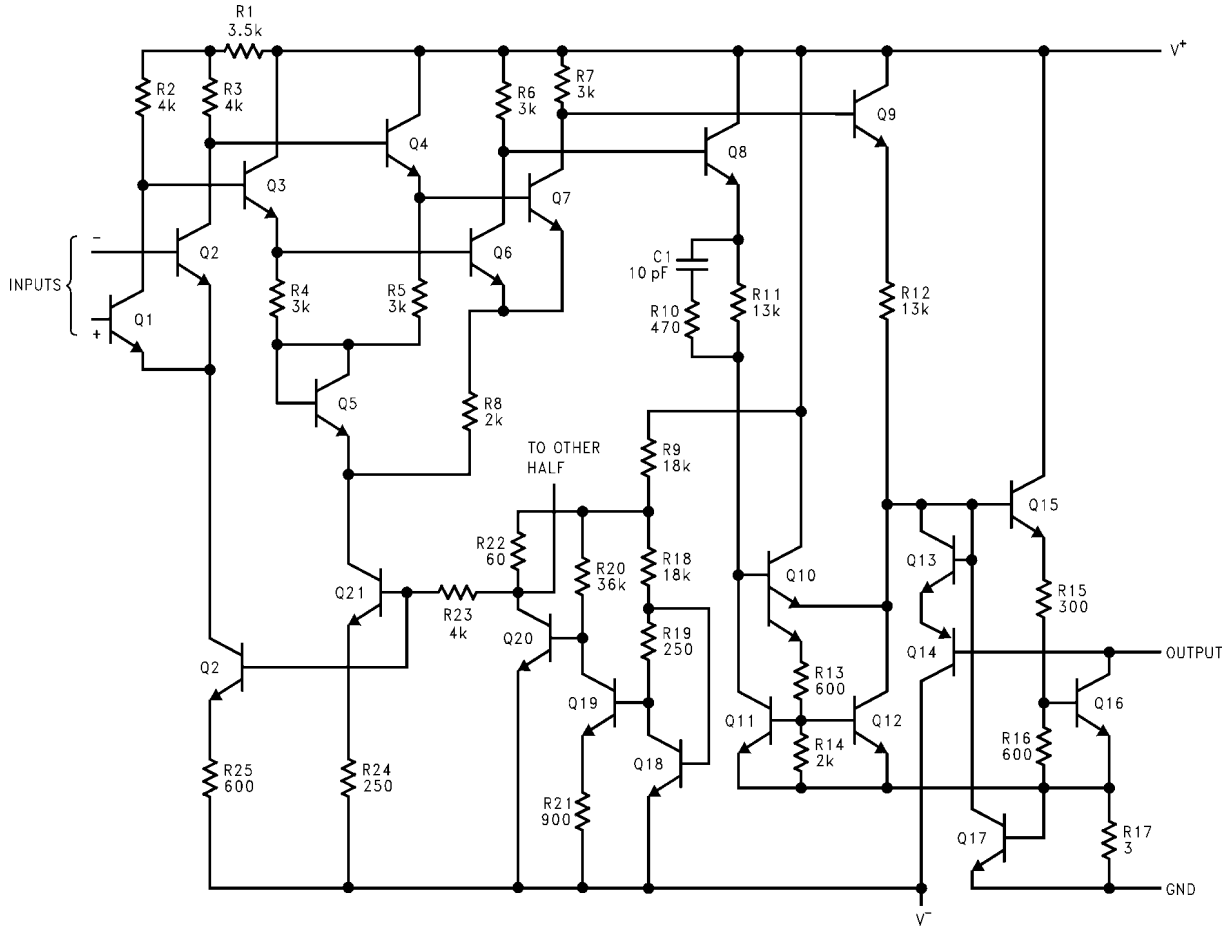 R1
3.5k
V+
R2
4k
R3
4k
R6
3k
R7
3k
Q9
Q4
Q8
Q3
Q7
−
Q2
Q6
C1
10 pF
INPUTS
R4
3k
R5
3k
R11
13k
R12
13k
+
Q1
R10
470
Q5
R8
2k
TO OTHER
HALF
R9
18k
Q15
R22
60
R20
36k
R18
18k
Q13
Q10
Q21
R23
4k
R15
300
Q20
R19
250
Q2
Q14
OUTPUT
R13
600
Q19
Q11
Q12
Q16
R25
600
R24
250
Q18
R14
2k
R16
600
R21
900
Q17
R17
3
GND
V−